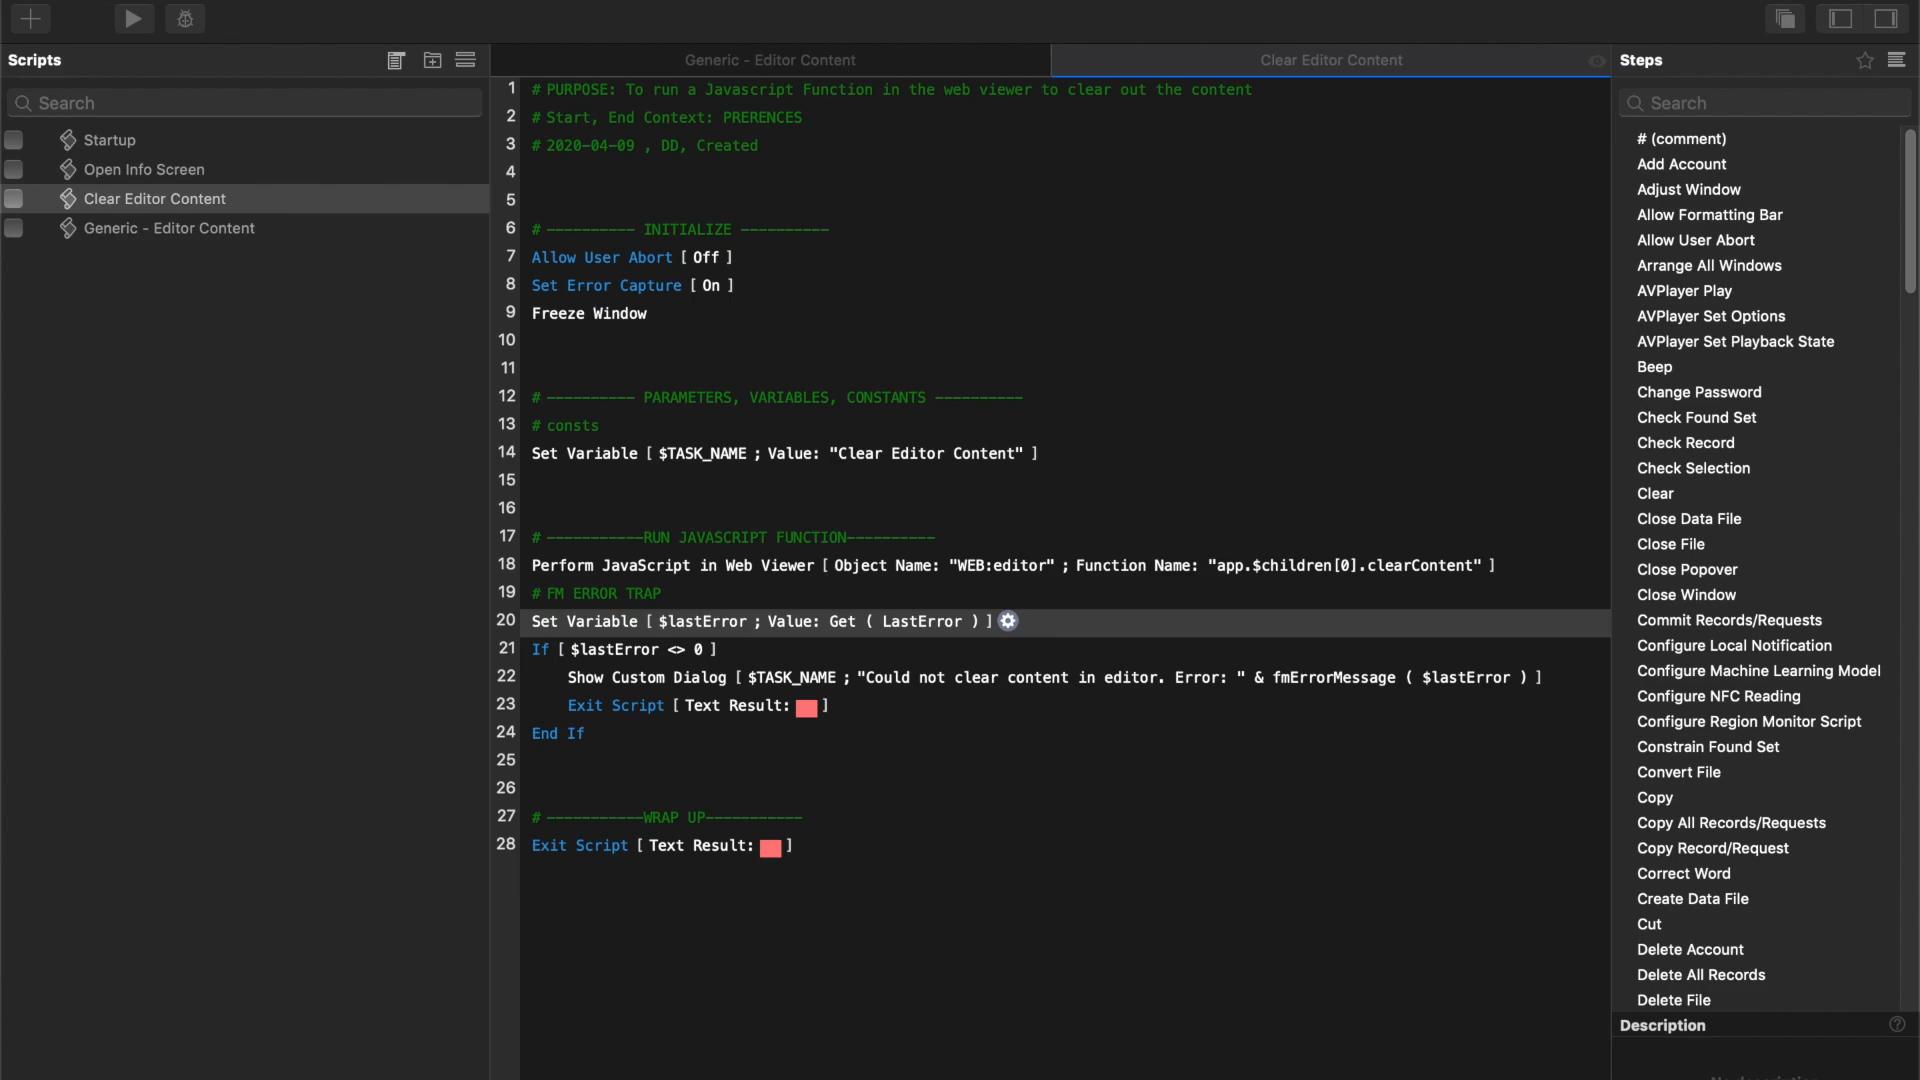 Scripts
Search
Startup
Open Info Screen
Clear Editor Content
Generic - Editor Content
Generic - Editor Content
Clear Editor Content
1 # PURPOSE: To run a Javascript Function in the web viewer to clear out the content
2 # Start, End Context: PRERENCES
3 # 2020-04-09 , DD, Created
4
5
6 # ---------- INITIALIZE ----------
7 Allow User Abort [ Off ]
8 Set Error Capture [ On ]
9 Freeze Window
10
11
12 # ---------- PARAMETERS, VARIABLES, CONSTANTS ----------
13 # consts
14 Set Variable [ $TASK_NAME ; Value: "Clear Editor Content" ]
15
16
17 # -----------RUN JAVASCRIPT FUNCTION----------
18 Perform JavaScript in Web Viewer [ Object Name: "WEB:editor" ; Function Name: "app.$children[0].clearContent" ]
19 # FM ERROR TRAP
20 Set Variable [ $lastError ; Value: Get ( LastError ) ]
21 If [ $lastError <> 0 ]
22 Show Custom Dialog [ $TASK_NAME ; "Could not clear content in editor. Error: " & fmErrorMessage ( $lastError ) ]
23 Exit Script [ Text Result: ]
24 End If
25
26
27 # -----------WRAP UP-----------
28 Exit Script [ Text Result: ]
Steps
Search
# (comment)
Add Account
Adjust Window
Allow Formatting Bar
Allow User Abort
Arrange All Windows
AVPlayer Play
AVPlayer Set Options
AVPlayer Set Playback State
Beep
Change Password
Check Found Set
Check Record
Check Selection
Clear
Close Data File
Close File
Close Popover
Close Window
Commit Records/Requests
Configure Local Notification
Configure Machine Learning Model
Configure NFC Reading
Configure Region Monitor Script
Constrain Found Set
Convert File
Copy
Copy All Records/Requests
Copy Record/Request
Correct Word
Create Data File
Cut
Delete Account
Delete All Records
Delete File
Description